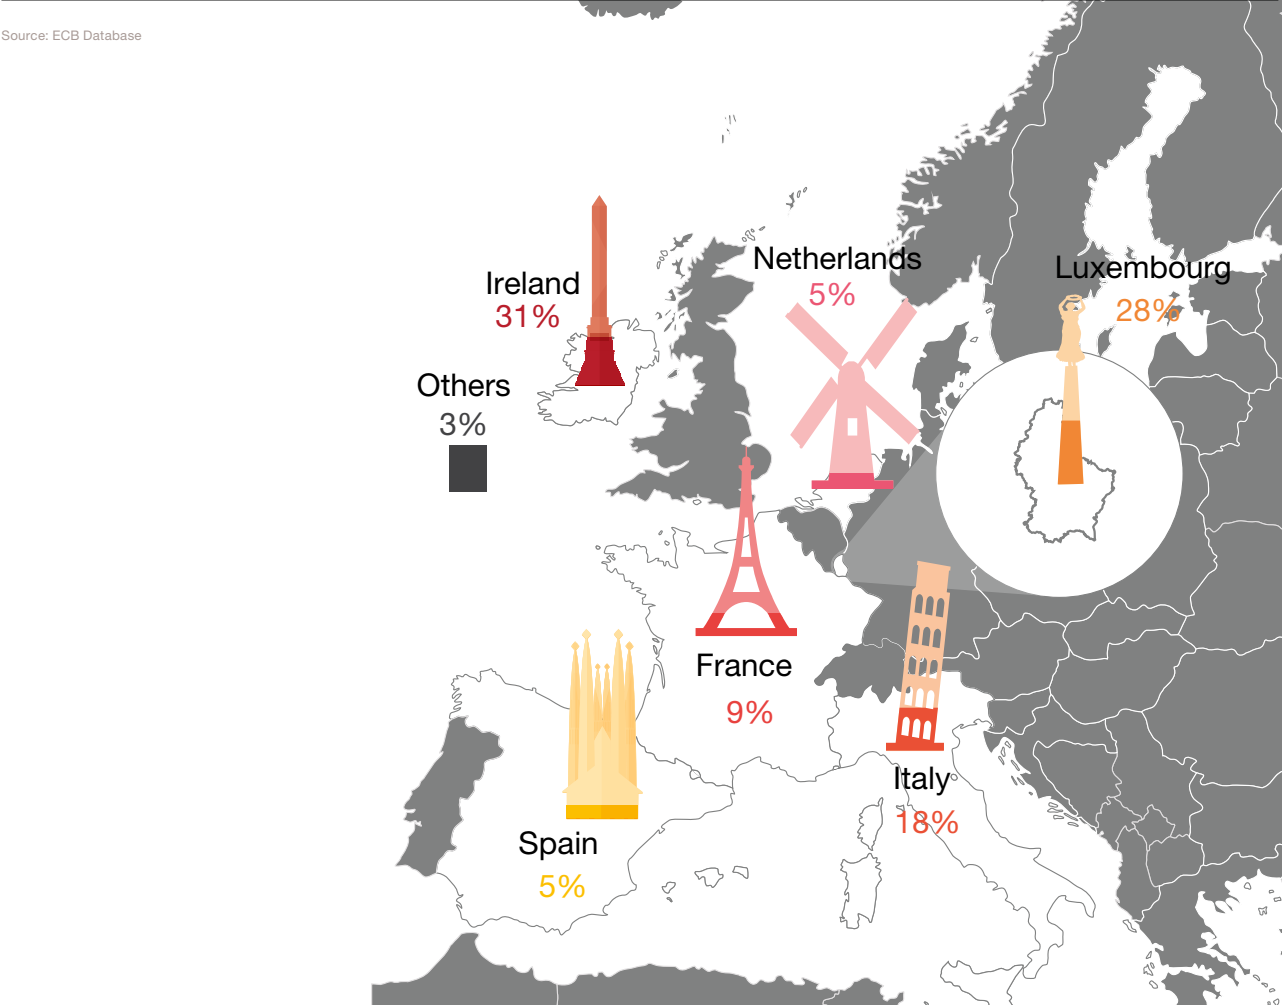 Source: ECB Database
Netherlands
5%
Luxembourg
28%
Ireland
31%
Others
3%
France
9%
Italy
18%
Spain
5%